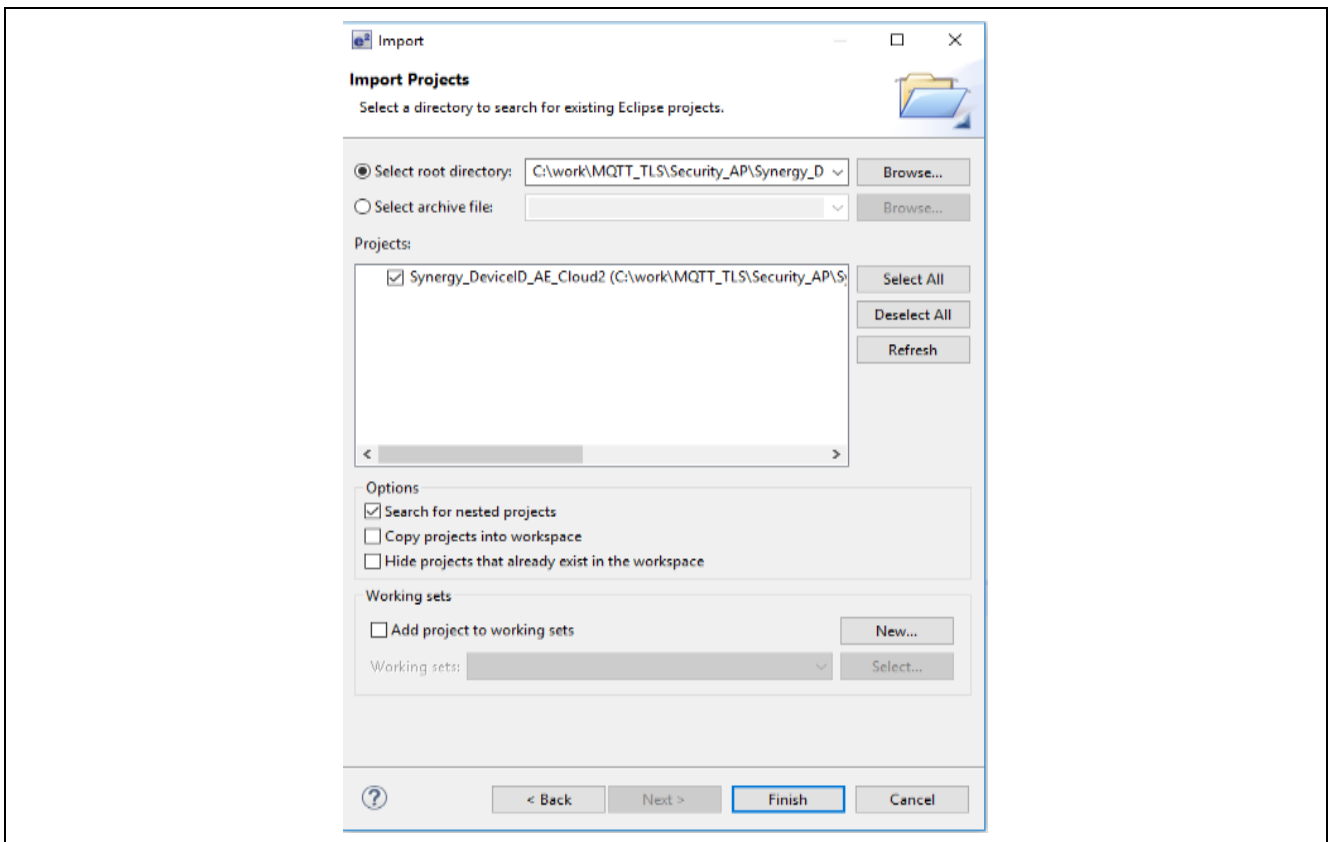 e² Import
Import Projects
Select a directory to search for existing Eclipse projects.
Select root directory: C:\work\MQTT_TLS\Security_AP\Synergy_D Browse...
Select archive file: Browse...
Projects:
Synergy_DeviceID_AE_Cloud2 (C:\work\MQTT_TLS\Security_AP\Sy Select All
Deselect All
Refresh
Options
Search for nested projects
Copy projects into workspace
Hide projects that already exist in the workspace
Working sets
Add project to working sets New...
Working sets: Select...
? < Back Next > Finish Cancel